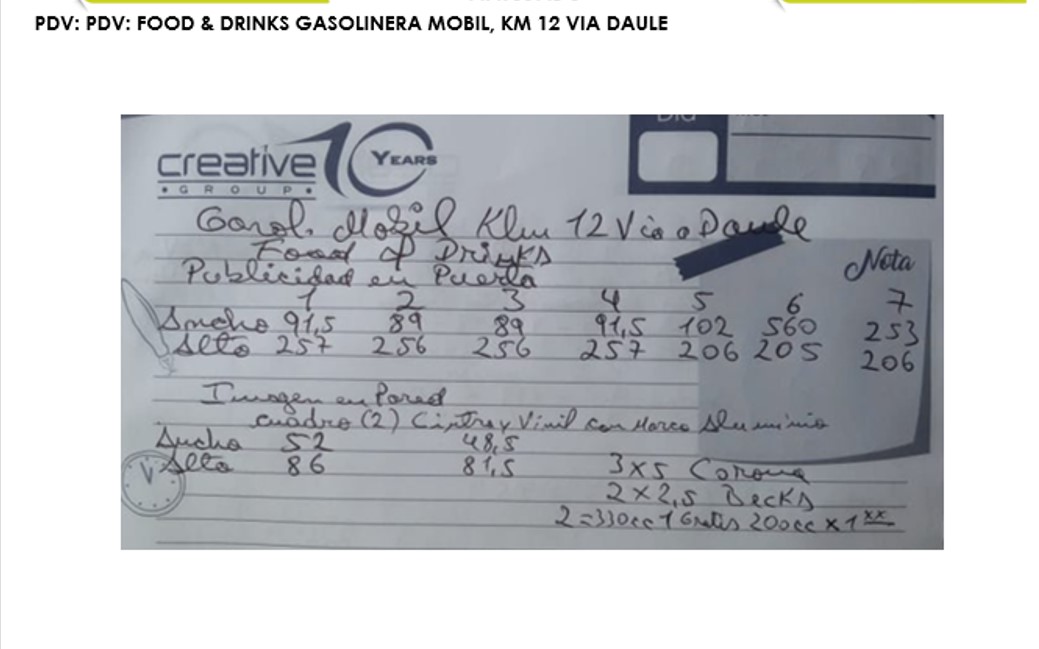 PDV: PDV: FOOD & DRINKS GASOLINERA MOBIL, KM 12 VIA DAULE
creative 10 YEARS
• G R O U P •
Gasol. Mobil Klm 12 Via a Daule
Food & Drinks
Nota
Publicidad en Puerta
1 2 3 4 5 6 7
Ancho 91,5 89 89 91,5 102 560 253
Alto 257 256 256 257 206 205 206
Imagen en Pared
cuadro (2) Cintra y Vinil con Marco Aluminio
Ancho 52 48,5
Alto 86 81,5
3x5 Corona
2x2,5 Becks
2=330cc 1 Gratis 200cc x 1 xx